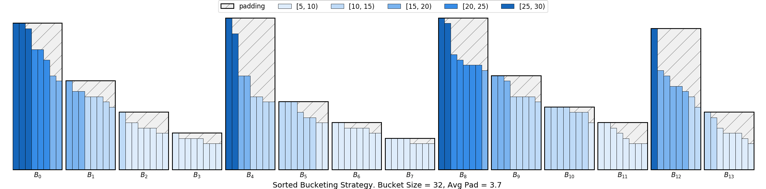 padding [5, 10) [10, 15) [15, 20) [20, 25) [25, 30)
B0 B1 B2 B3 B4 B5 B6 B7 B8 B9 B10 B11 B12 B13
Sorted Bucketing Strategy. Bucket Size = 32, Avg Pad = 3.7